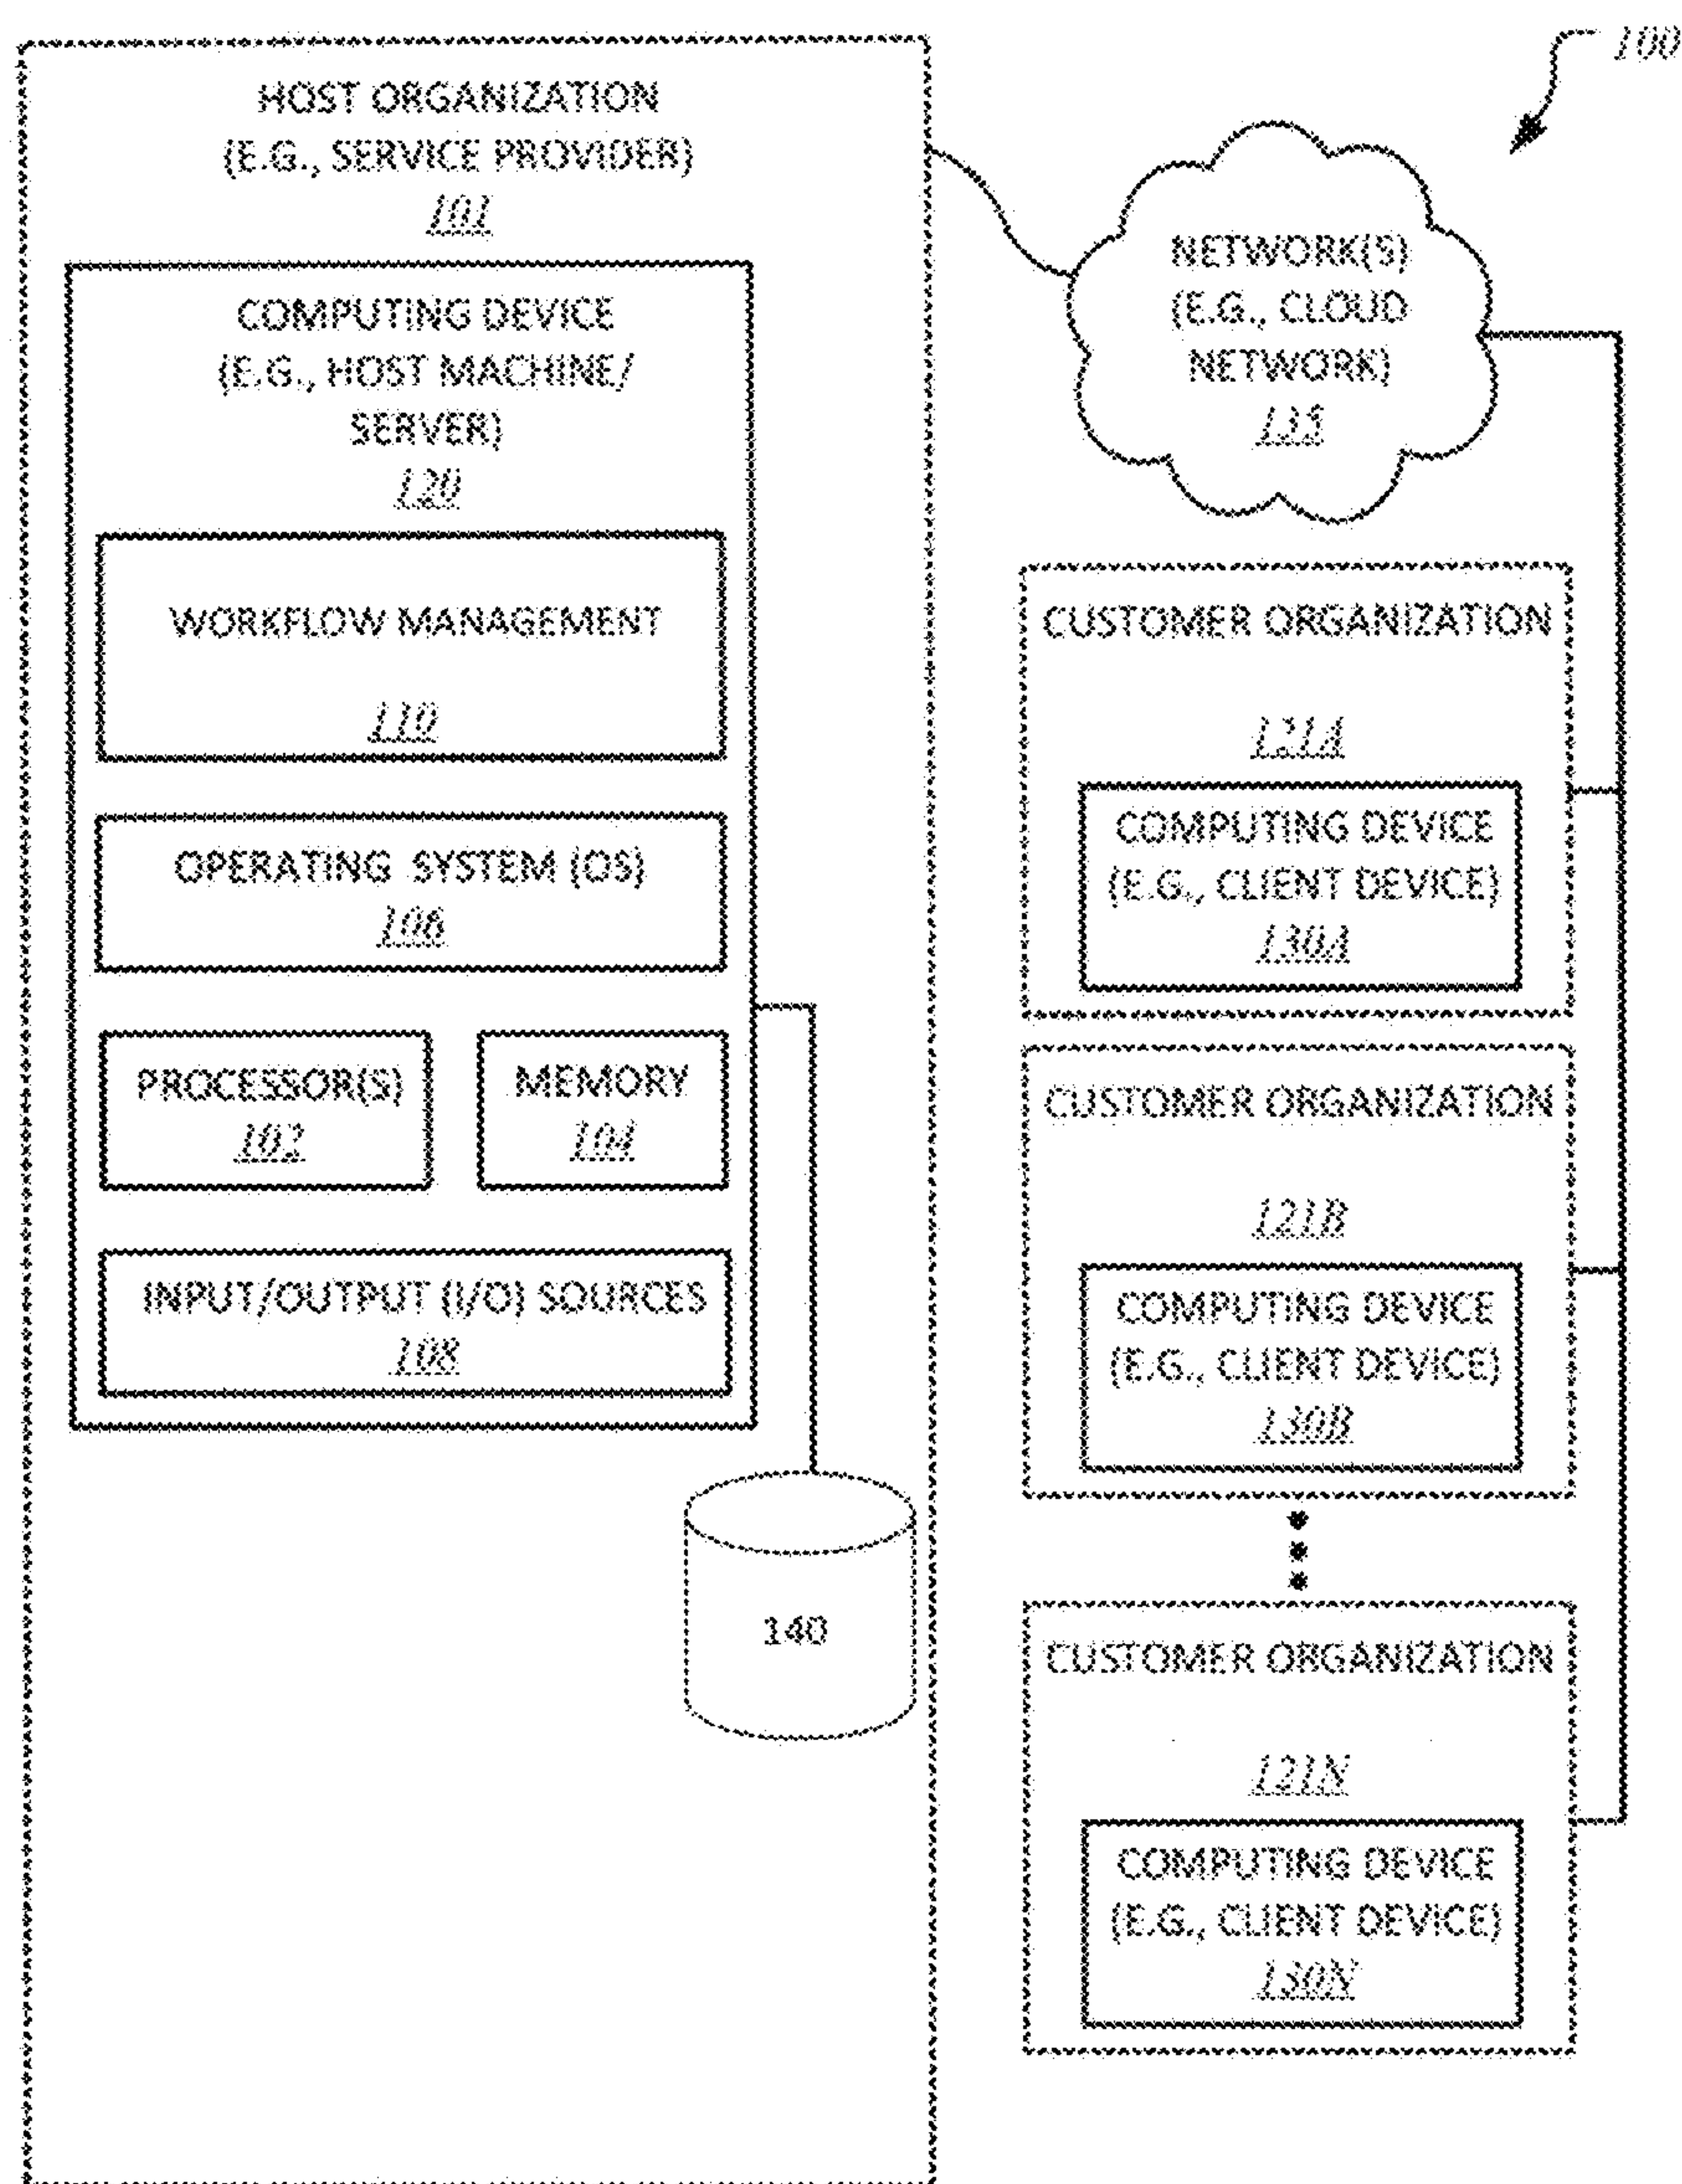 100
HOST ORGANIZATION
(E.G., SERVICE PROVIDER)
101
COMPUTING DEVICE
(E.G., HOST MACHINE/
SERVER)
120
WORKFLOW MANAGEMENT
110
OPERATING SYSTEM (OS)
106
PROCESSOR(S)
102
MEMORY
104
INPUT/OUTPUT (I/O) SOURCES
108
140
NETWORK(S)
(E.G., CLOUD
NETWORK)
135
CUSTOMER ORGANIZATION
121A
COMPUTING DEVICE
(E.G., CLIENT DEVICE)
130A
CUSTOMER ORGANIZATION
121B
COMPUTING DEVICE
(E.G., CLIENT DEVICE)
130B
CUSTOMER ORGANIZATION
121N
COMPUTING DEVICE
(E.G., CLIENT DEVICE)
130N